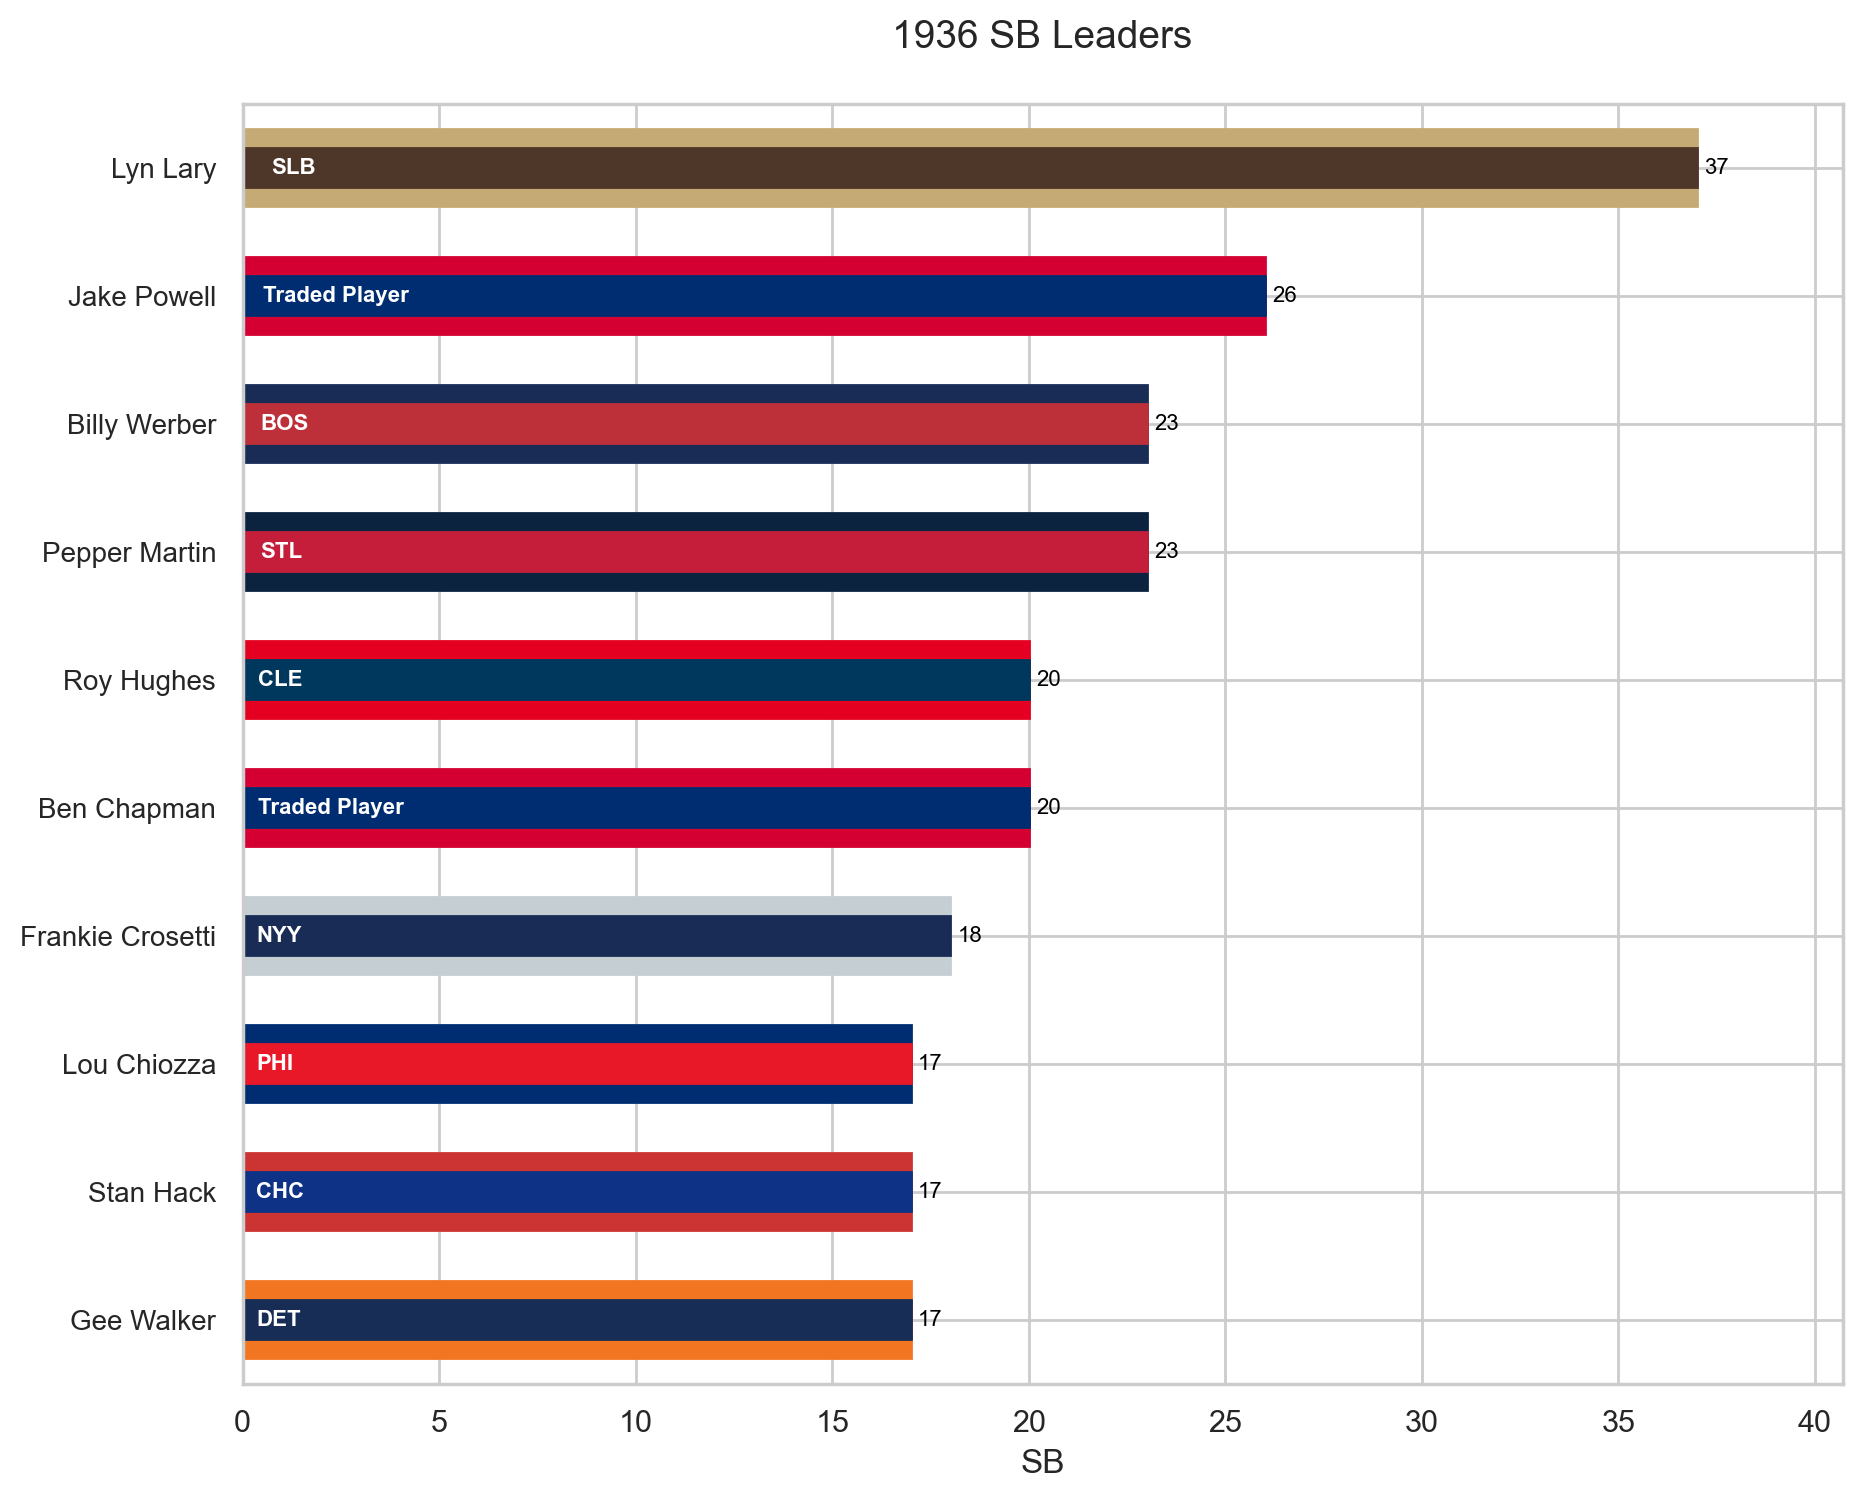 1936 SB Leaders
Lyn Lary SLB 37
Jake Powell Traded Player 26
Billy Werber BOS 23
Pepper Martin STL 23
Roy Hughes CLE 20
Ben Chapman Traded Player 20
Frankie Crosetti NYY 18
Lou Chiozza PHI 17
Stan Hack CHC 17
Gee Walker DET 17
0 5 10 15 20 25 30 35 40
SB